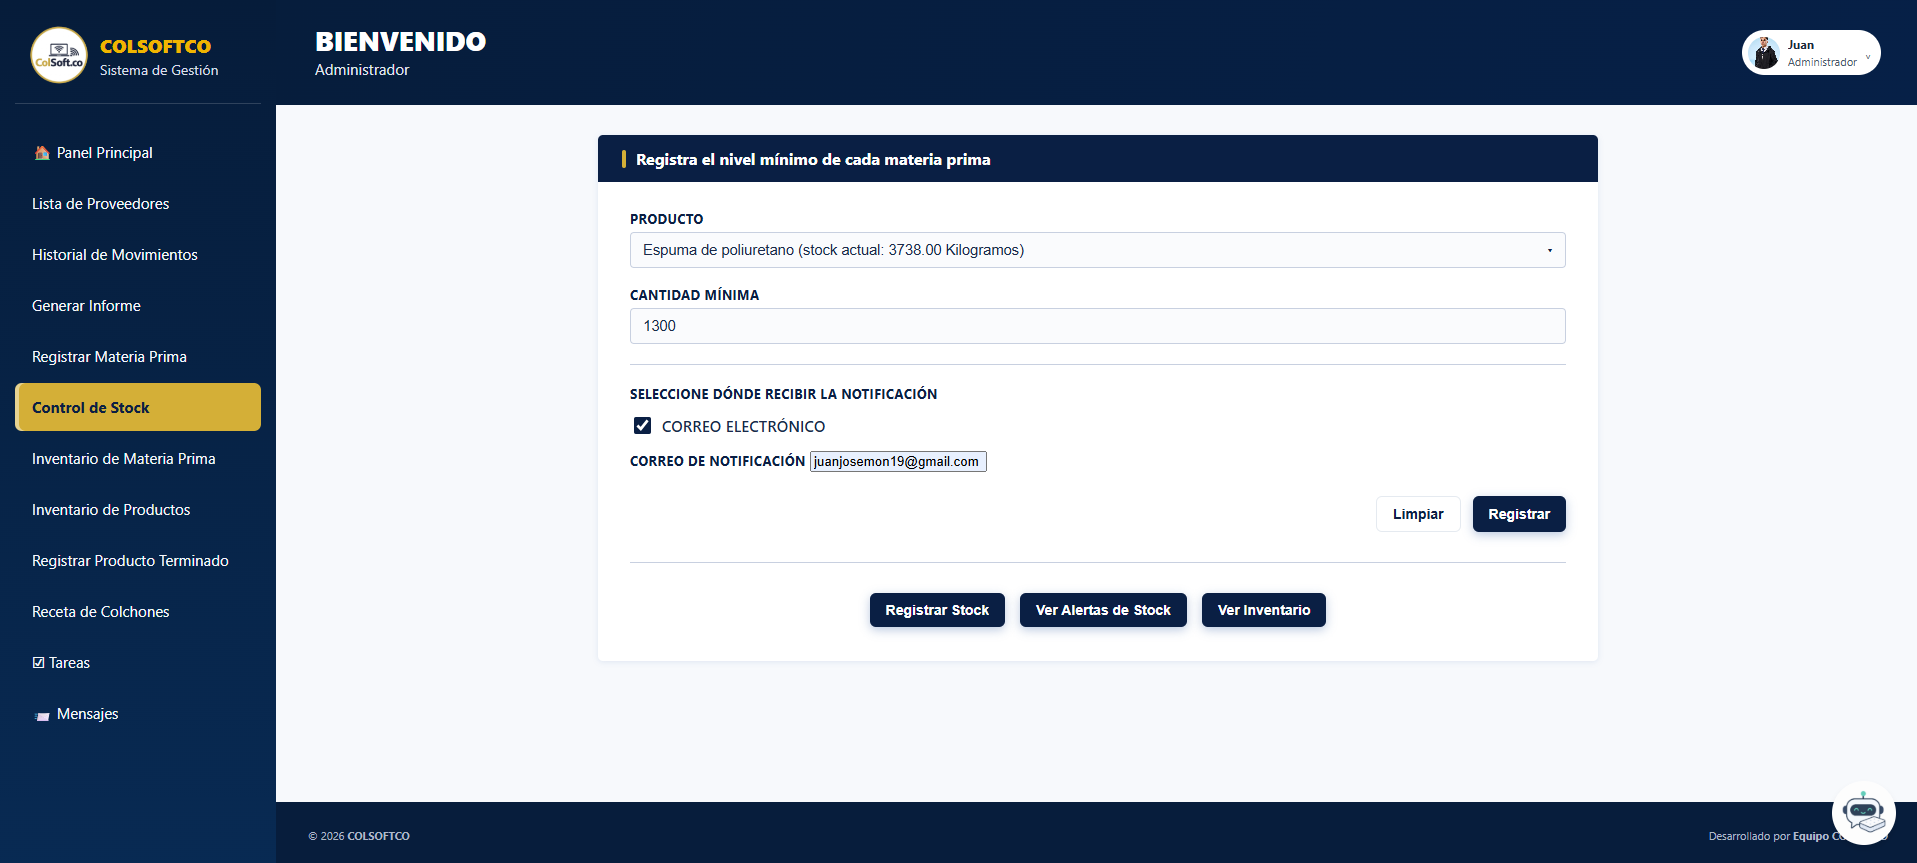 ColSoft.co
COLSOFTCO
Sistema de Gestión
BIENVENIDO
Administrador
Juan
Administrador
Panel Principal
Lista de Proveedores
Historial de Movimientos
Generar Informe
Registrar Materia Prima
Control de Stock
Inventario de Materia Prima
Inventario de Productos
Registrar Producto Terminado
Receta de Colchones
Tareas
Mensajes
Registra el nivel mínimo de cada materia prima
PRODUCTO
Espuma de poliuretano (stock actual: 3738.00 Kilogramos)
CANTIDAD MÍNIMA
1300
SELECCIONE DÓNDE RECIBIR LA NOTIFICACIÓN
CORREO ELECTRÓNICO
CORREO DE NOTIFICACIÓN juanjosemon19@gmail.com
Limpiar Registrar
Registrar Stock Ver Alertas de Stock Ver Inventario
© 2026 COLSOFTCO
Desarrollado por Equipo